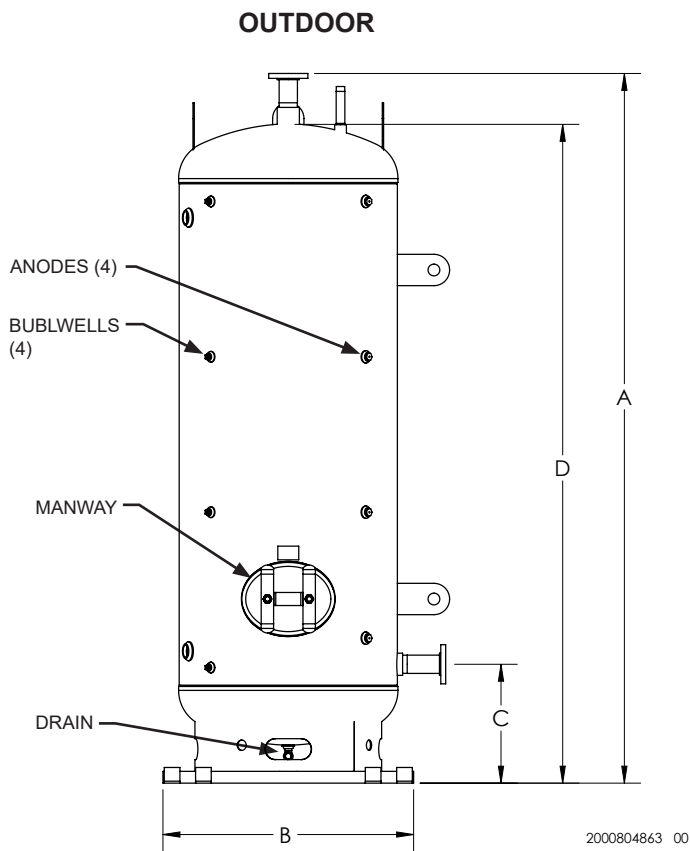 OUTDOOR
ANODES (4)
BUBLWELLS
(4)
A
D
MANWAY
C
DRAIN
B
2000804863 00